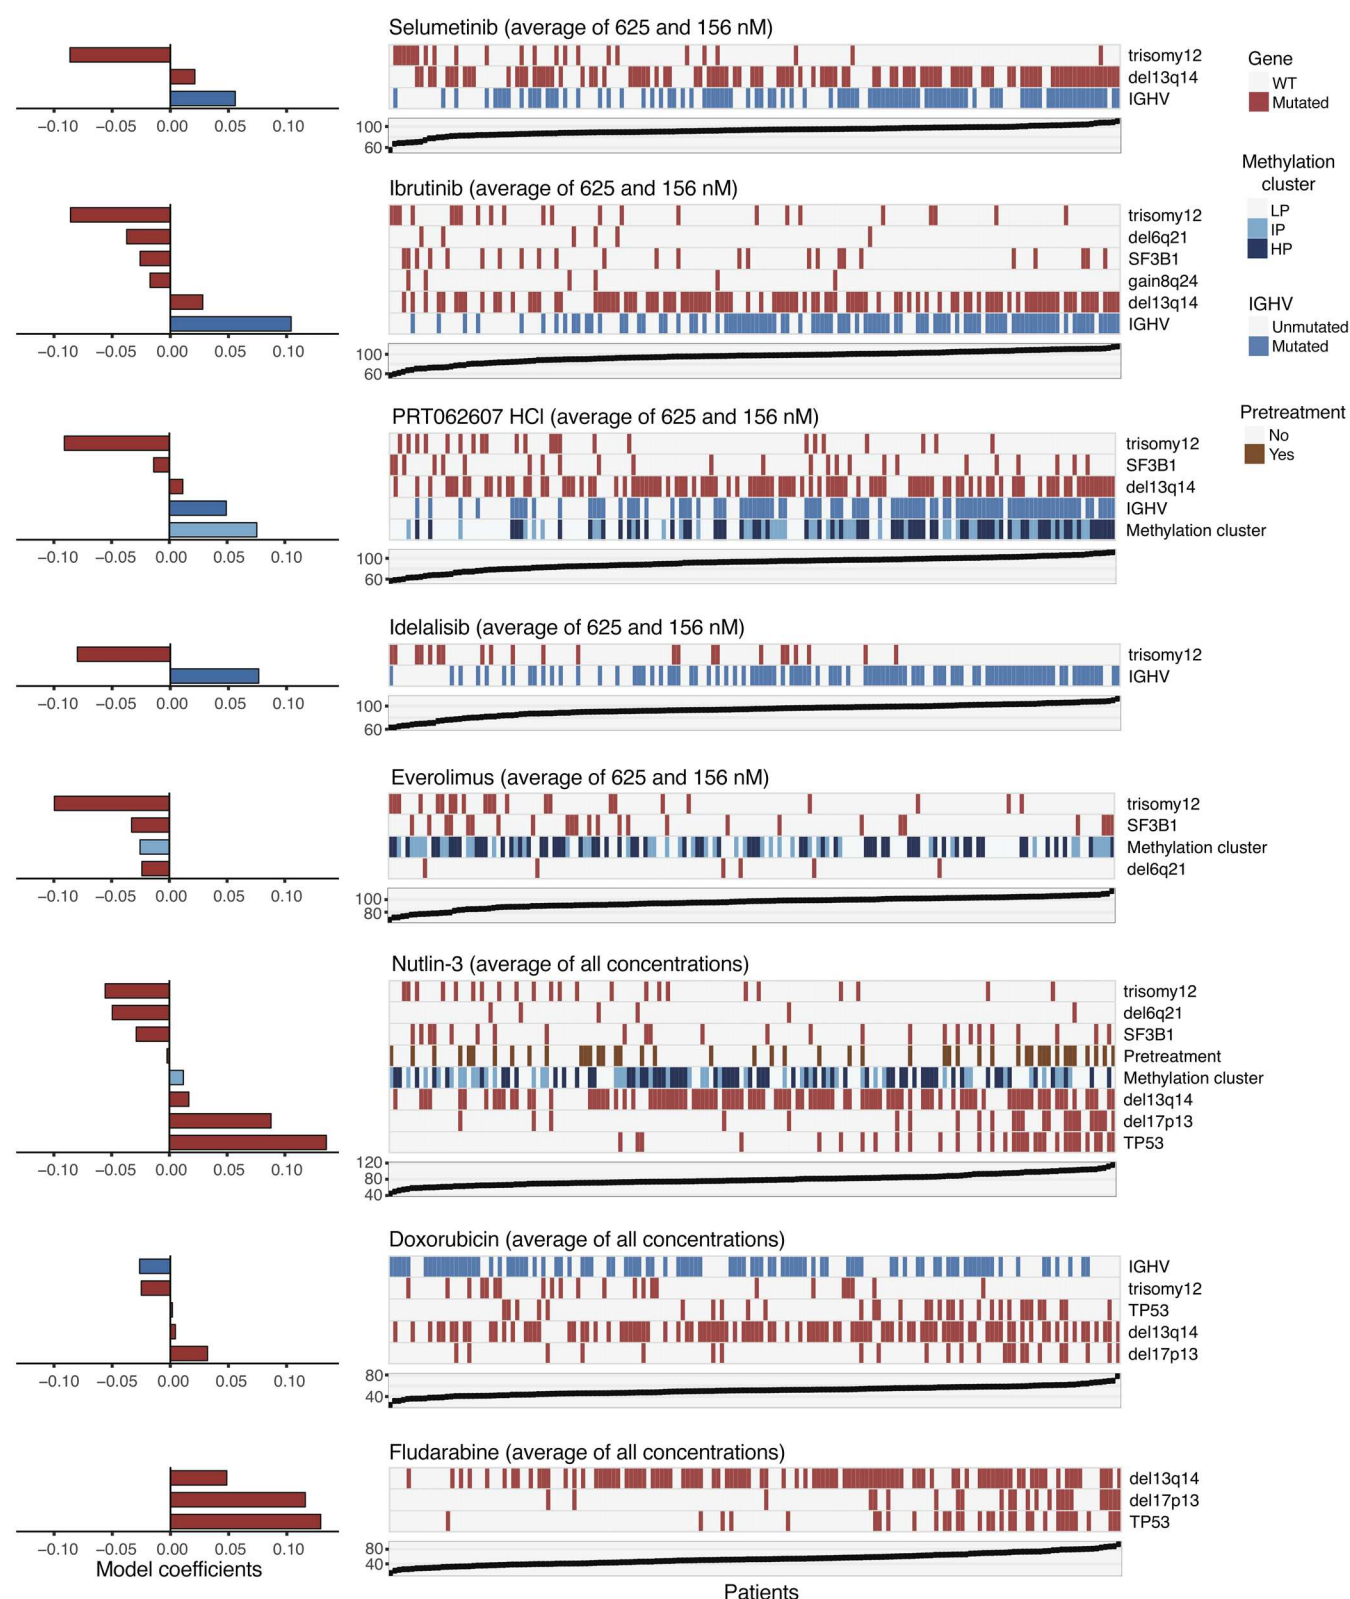 Selumetinib (average of 625 and 156 nM)
trisomy12
del13q14
IGHV
−0.10 −0.05 0.00 0.05 0.10
100
60
Gene
WT
Mutated
Methylation
cluster
LP
IP
HP
IGHV
Unmutated
Mutated
Pretreatment
No
Yes
Ibrutinib (average of 625 and 156 nM)
trisomy12
del6q21
SF3B1
gain8q24
del13q14
IGHV
−0.10 −0.05 0.00 0.05 0.10
100
60
PRT062607 HCl (average of 625 and 156 nM)
trisomy12
SF3B1
del13q14
IGHV
Methylation cluster
−0.10 −0.05 0.00 0.05 0.10
100
60
Idelalisib (average of 625 and 156 nM)
trisomy12
IGHV
−0.10 −0.05 0.00 0.05 0.10
100
60
Everolimus (average of 625 and 156 nM)
trisomy12
SF3B1
Methylation cluster
del6q21
−0.10 −0.05 0.00 0.05 0.10
100
80
Nutlin-3 (average of all concentrations)
trisomy12
del6q21
SF3B1
Pretreatment
Methylation cluster
del13q14
del17p13
TP53
−0.10 −0.05 0.00 0.05 0.10
120
80
40
Doxorubicin (average of all concentrations)
IGHV
trisomy12
TP53
del13q14
del17p13
−0.10 −0.05 0.00 0.05 0.10
80
40
Fludarabine (average of all concentrations)
del13q14
del17p13
TP53
−0.10 −0.05 0.00 0.05 0.10
80
40
Model coefficients
Patients